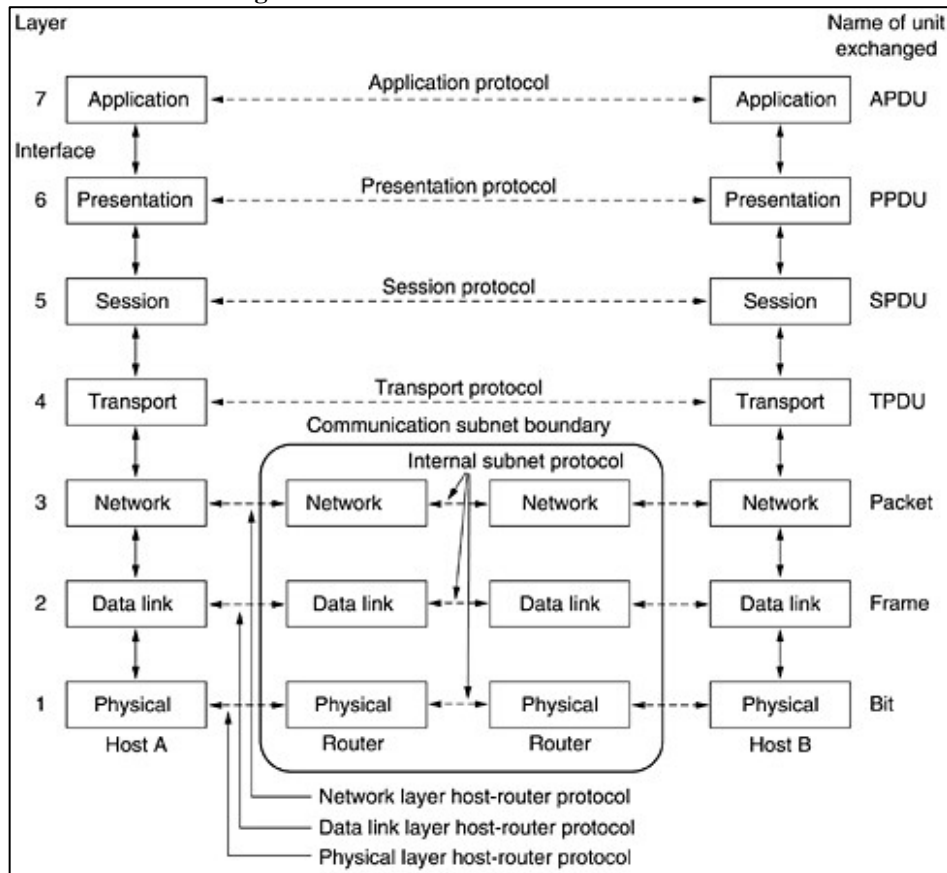 Layer
Name of unit
exchanged
7
Application
Application protocol
Application
APDU
Interface
6
Presentation
Presentation protocol
Presentation
PPDU
5
Session
Session protocol
Session
SPDU
4
Transport
Transport protocol
Transport
TPDU
Communication subnet boundary
Internal subnet protocol
3
Network
Network
Network
Network
Packet
2
Data link
Data link
Data link
Data link
Frame
1
Physical
Physical
Physical
Physical
Bit
Host A
Router
Router
Host B
Network layer host-router protocol
Data link layer host-router protocol
Physical layer host-router protocol